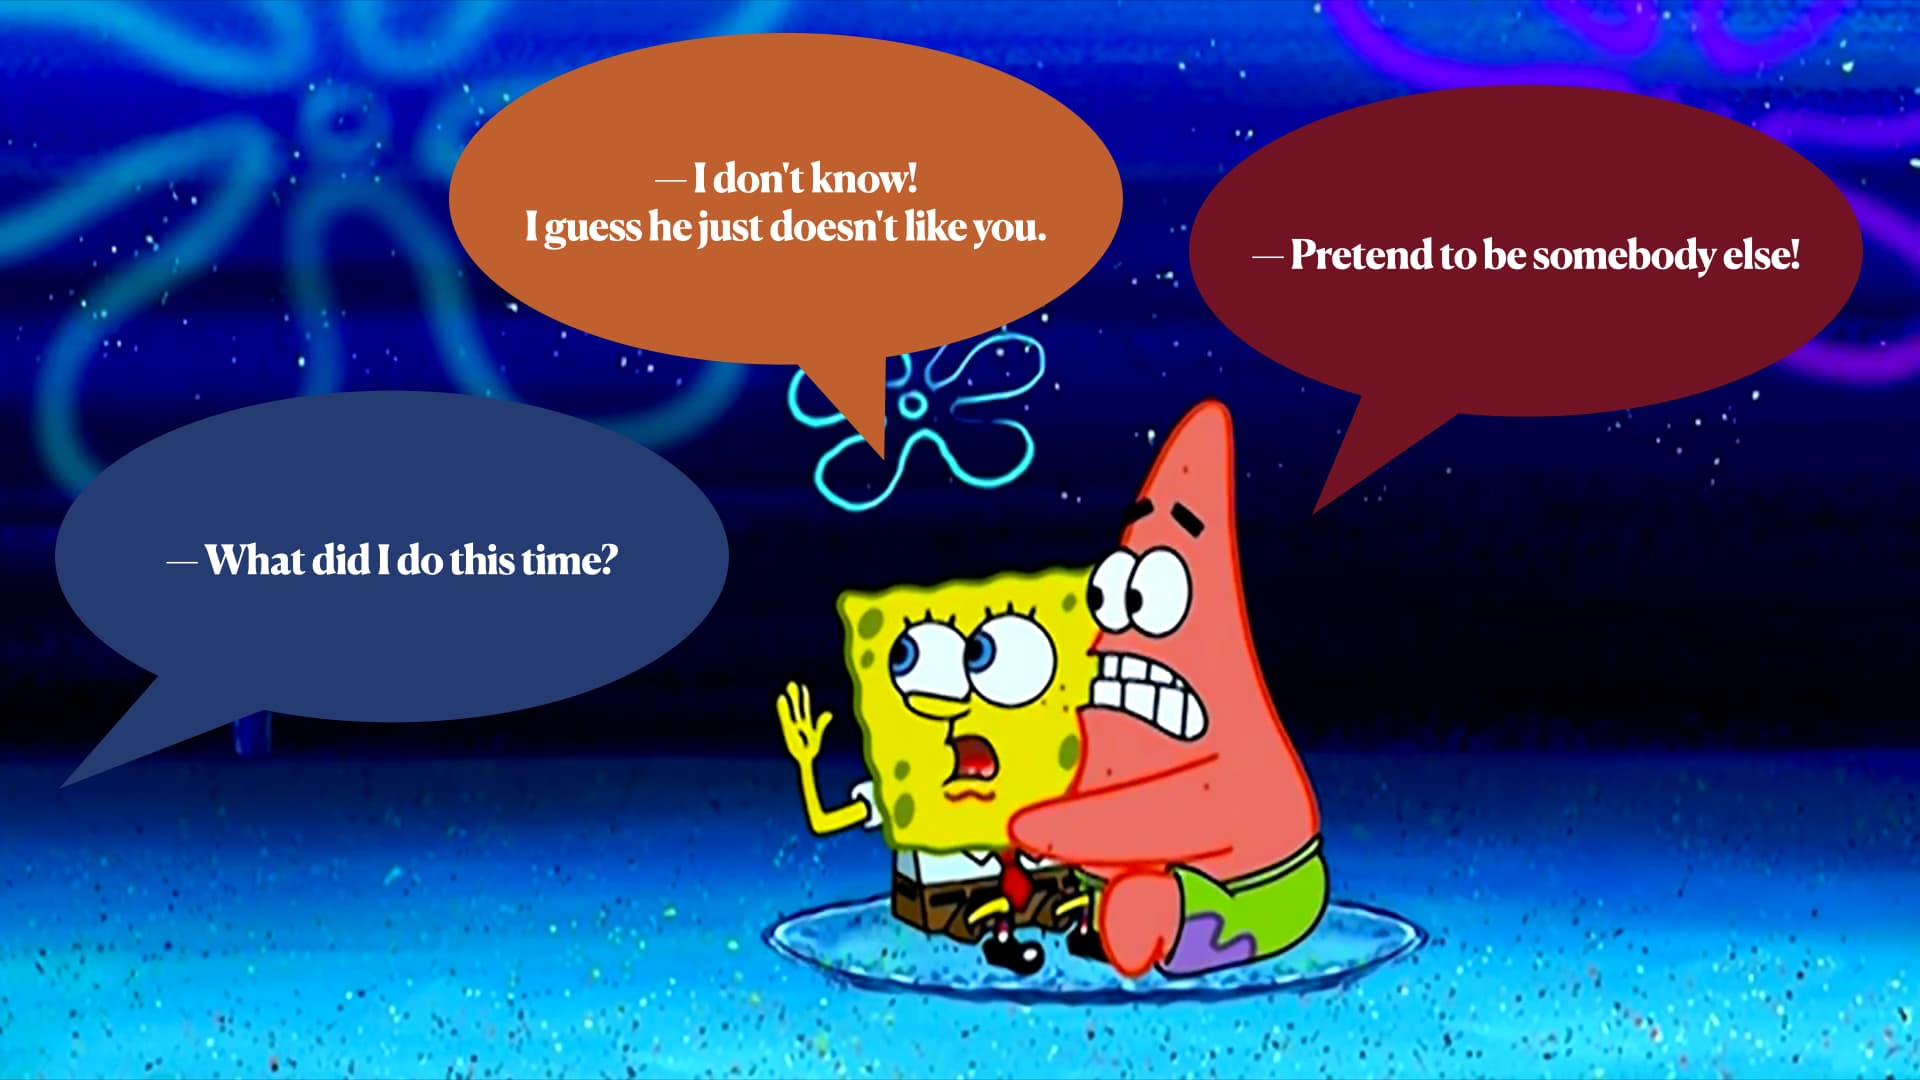 — What did I do this time?
— I don't know!
I guess he just doesn't like you.
— Pretend to be somebody else!